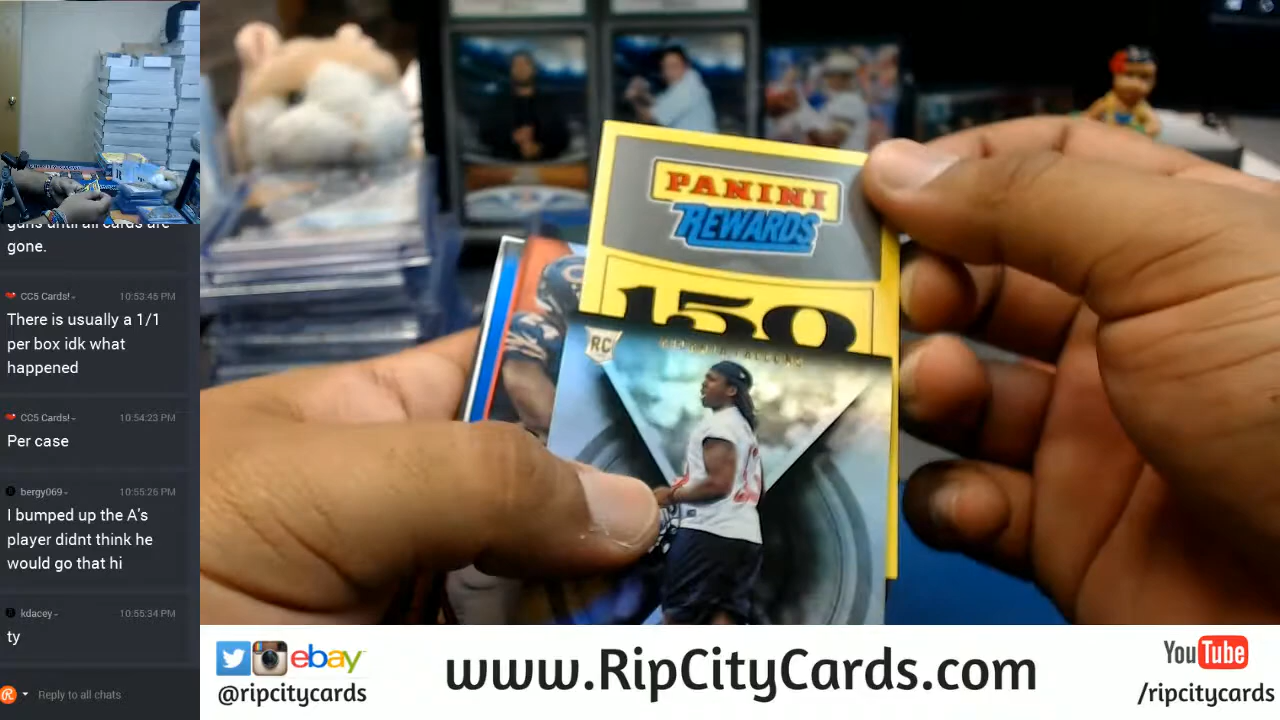 guns until all cards are
gone.
CC5 Cards!
10:53:45 PM
There is usually a 1/1
per box idk what
happened
CC5 Cards!
10:54:23 PM
Per case
bergy069
10:55:26 PM
I bumped up the A's
player didnt think he
would go that hi
kdacey
10:55:34 PM
ty
Reply to all chats
PANINI
REWARDS
150
RC
ATLANTA FALCONS
ebay
@ripcitycards
www.RipCityCards.com
YouTube
/ripcitycards